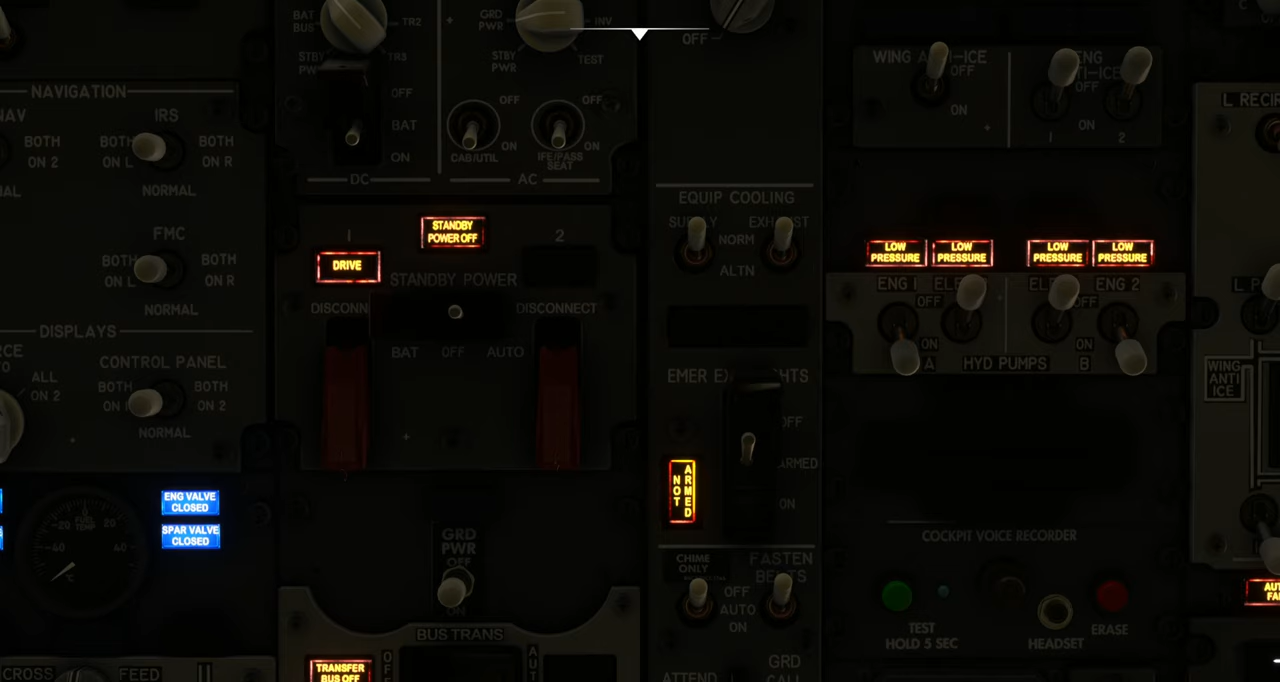 BAT
BUS
TR2
TR3
STBY
PWR
GRD
PWR
INV
STBY
PWR
TEST
OFF
BAT
ON
OFF
ON
CAB/UTIL
OFF
ON
IFE/PASS
SEAT
DC
AC
OFF
WING
OFF
ON
ENG
OFF
ON
1
2
NAVIGATION
IRS
BOTH
ON 2
BOTH
ON L
BOTH
ON R
NORMAL
FMC
BOTH
ON L
BOTH
ON R
NORMAL
DISPLAYS
CONTROL PANEL
ALL
ON 2
BOTH
BOTH
ON 2
NORMAL
ENG VALVE
CLOSED
SPAR VALVE
CLOSED
FUEL
TEMP
-20
20
-40
40
°C
STANDBY
POWER OFF
1
2
DRIVE
STANDBY POWER
DISCONN
DISCONNECT
BAT OFF AUTO
GRD
PWR
OFF
ON
BUS TRANS
TRANSFER
BUS OFF
CROSS FEED
EQUIP COOLING
NORM
ALTN
EMER
ARMED
ON
NOT
ARMED
CHIME
ONLY
FASTEN
OFF
AUTO
ON
GRD
CALL
ATTEND
LOW
PRESSURE
LOW
PRESSURE
LOW
PRESSURE
LOW
PRESSURE
ENG 1
ENG 2
OFF
OFF
ON
ON
A
HYD PUMPS
B
COCKPIT VOICE RECORDER
TEST
HOLD 5 SEC
HEADSET
ERASE
WING
ANTI
ICE